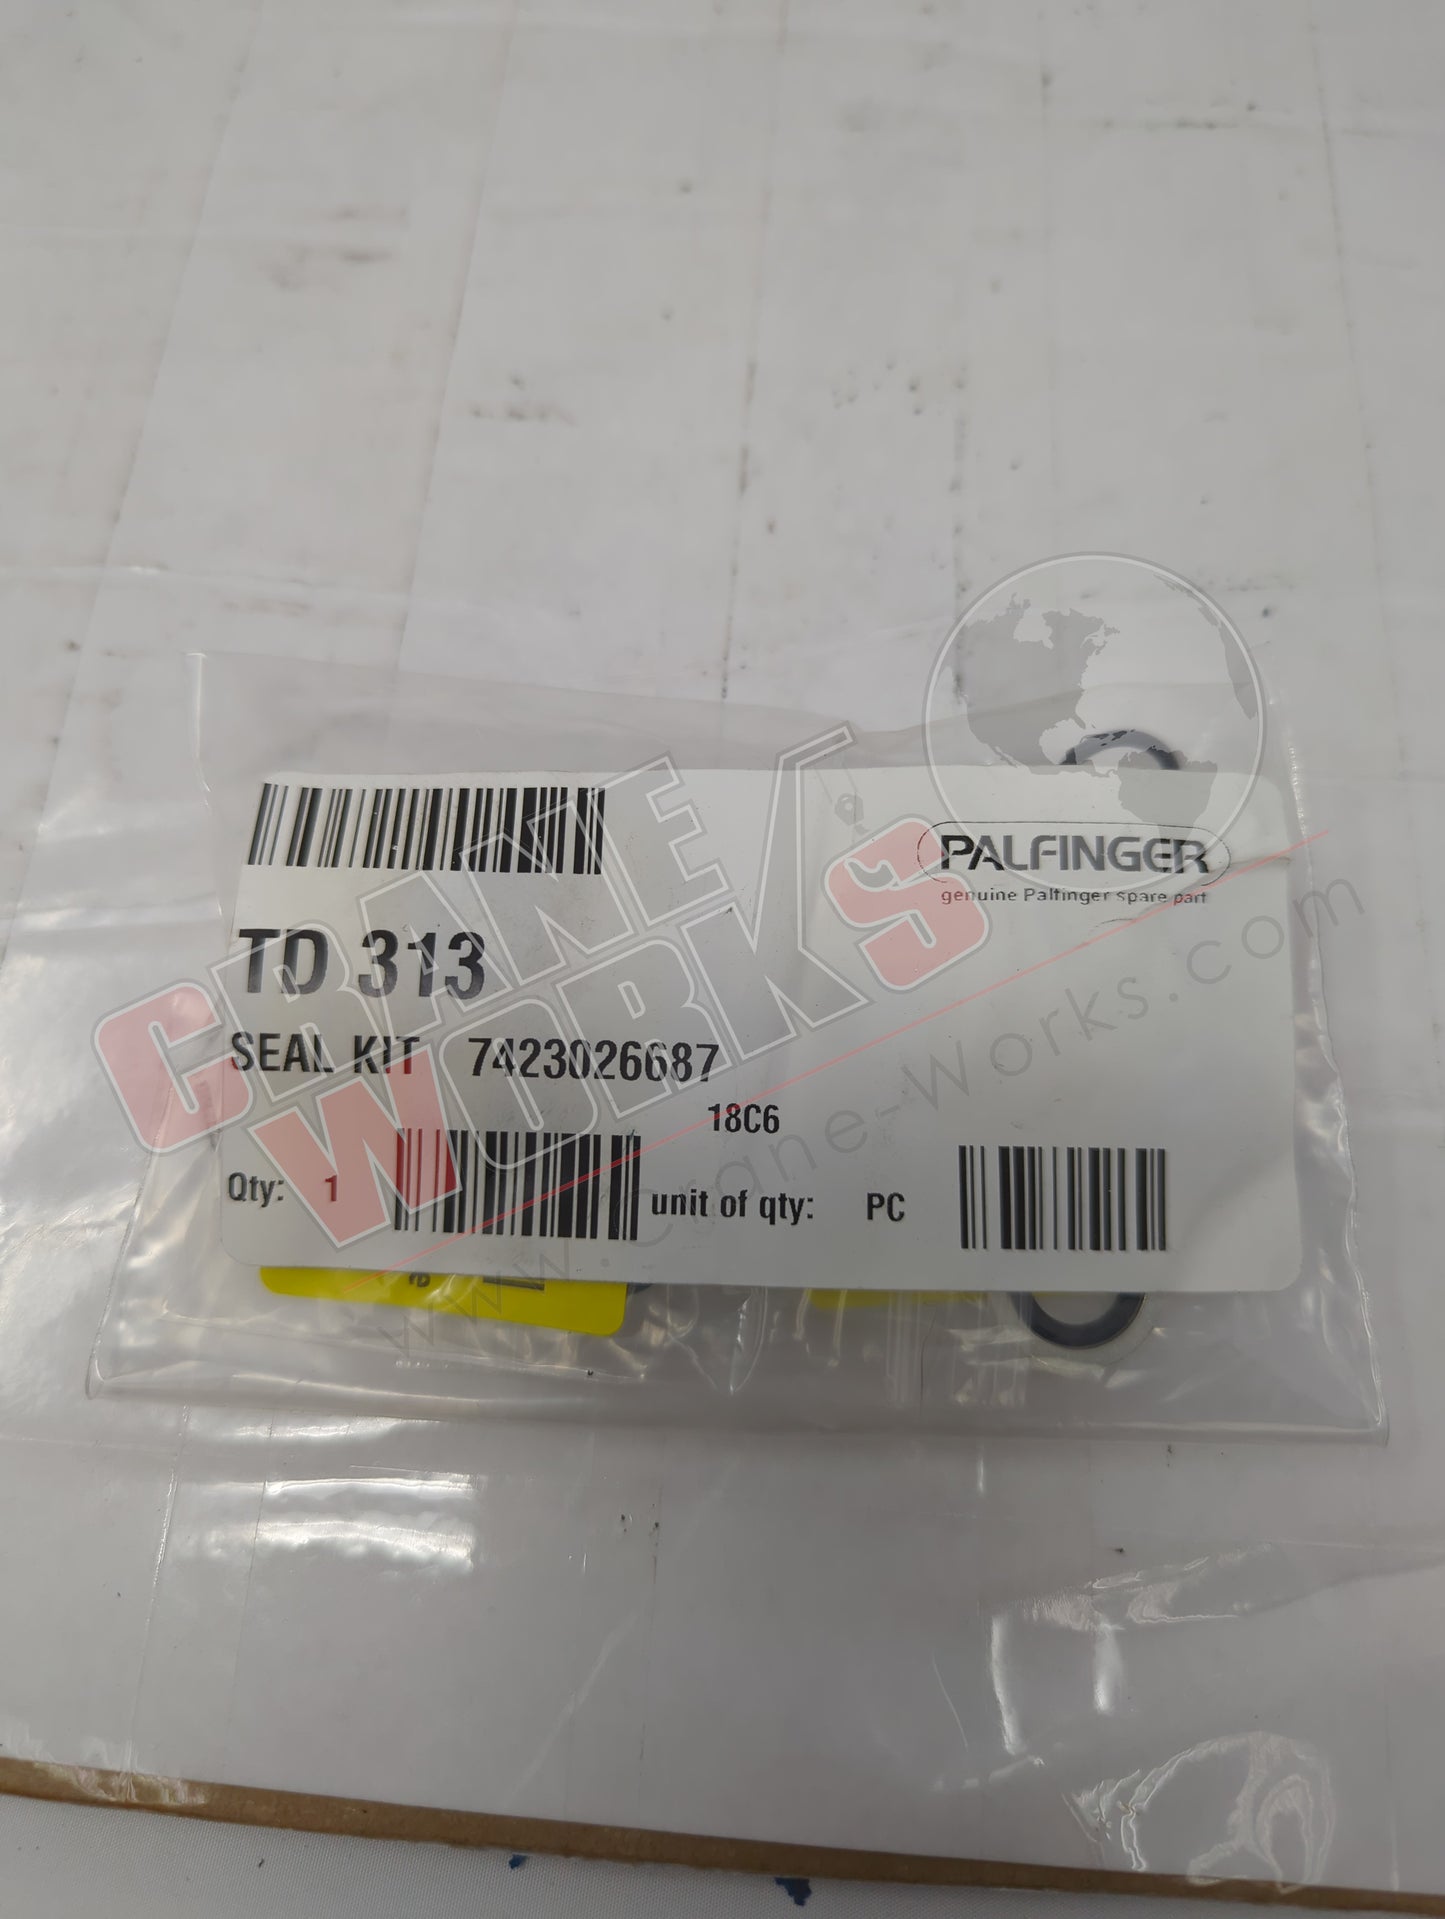 PALFINGER
genuine Palfinger spare part
TD 313
SEAL KIT 7423026687
18C6
Qty: 1 unit of qty: PC
e
CRANE WORKS
www.crane-works.com